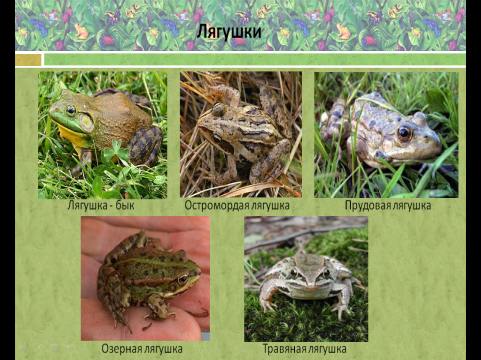 Лягушки
Лягушка - бык
Остромордая лягушка
Прудовая лягушка
Озерная лягушка
Травяная лягушка